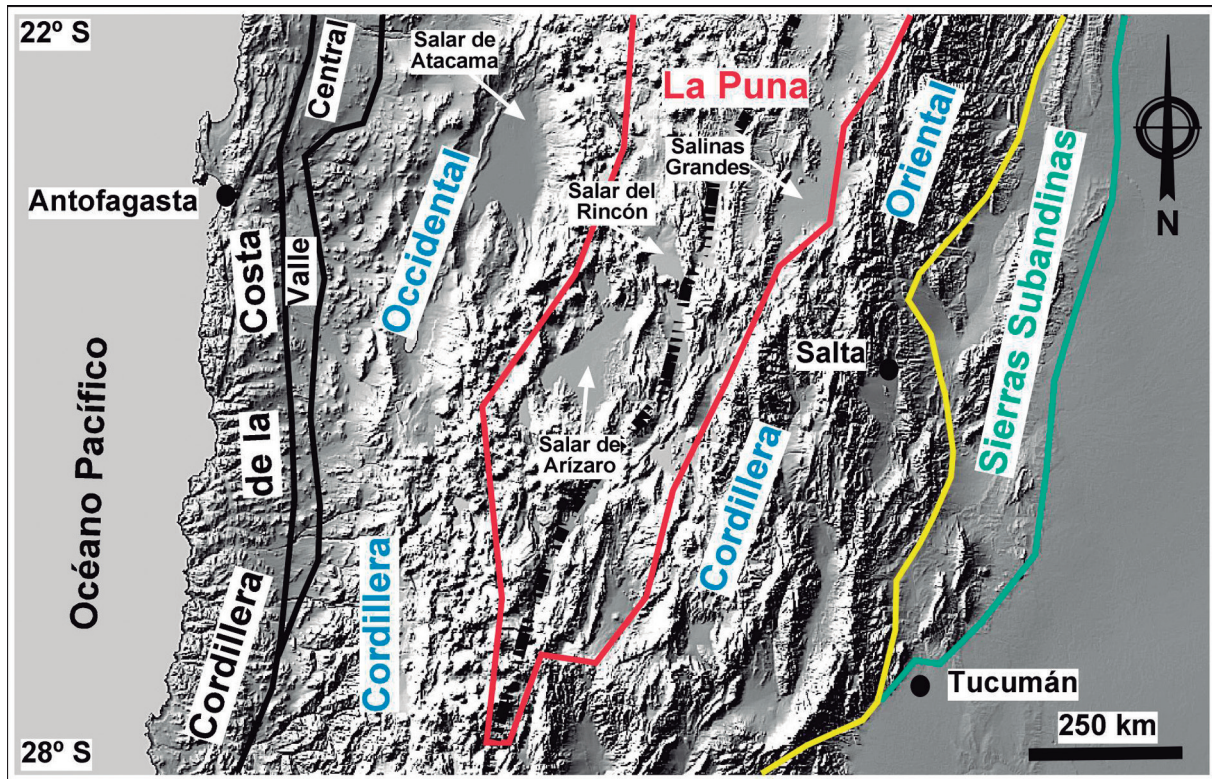 22º S
Central
Salar de
Atacama
La Puna
Oriental
Salinas
Grandes
Sierras Subandinas
Antofagasta
Occidental
Salar del
Rincón
N
Costa
Valle
Océano Pacífico
Salta
de la
Salar de
Arízaro
Cordillera
Cordillera
Cordillera
Tucumán
28º S
250 km